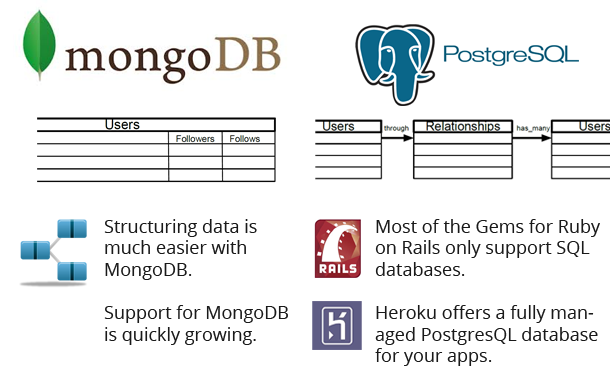 mongoDB
PostgreSQL
Users
Followers Follows
Users through Relationships has_many Users
Structuring data is
much easier with
MongoDB.
Support for MongoDB
is quickly growing.
RAILS
Most of the Gems for Ruby
on Rails only support SQL
databases.
Heroku offers a fully man-
aged PostgresQL database
for your apps.